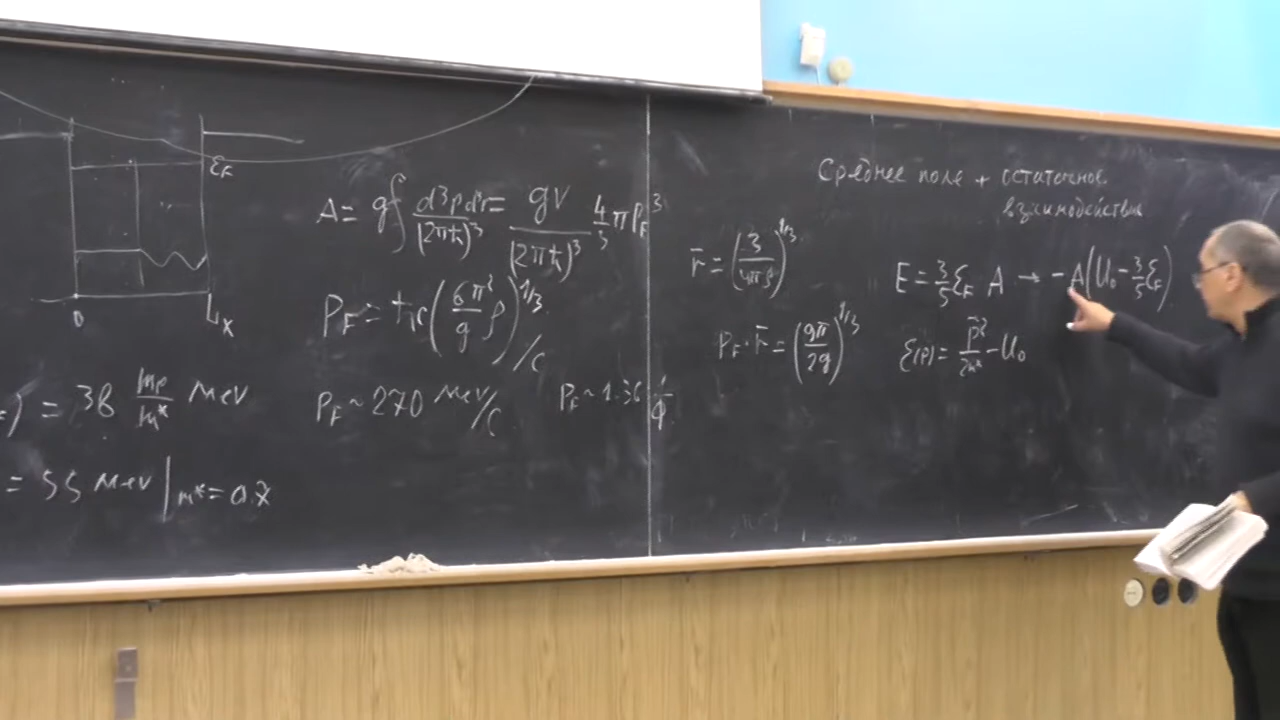 ε_F
0
L x
= 38 mp/m* MeV
= 55 MeV | m* = 0.7
A = g∫ d³p d³r/(2πħ)³ = gV/(2πħ)³ 4/3 π P_F³
P_F = ħc (6π²/g ρ)^1/3 /c
P_F ~ 270 MeV/c
P_F ~ 1.36 1/Ф
r̄ = (3/4πρ)^1/3
P_F · r̄ = (9π/2g)^1/3
Среднее поле + остаточное
взаимодействие
E = 3/5 ε_F A → -A(U₀ - 3/5 ε_F)
ε(p) = p²/2m* - U₀